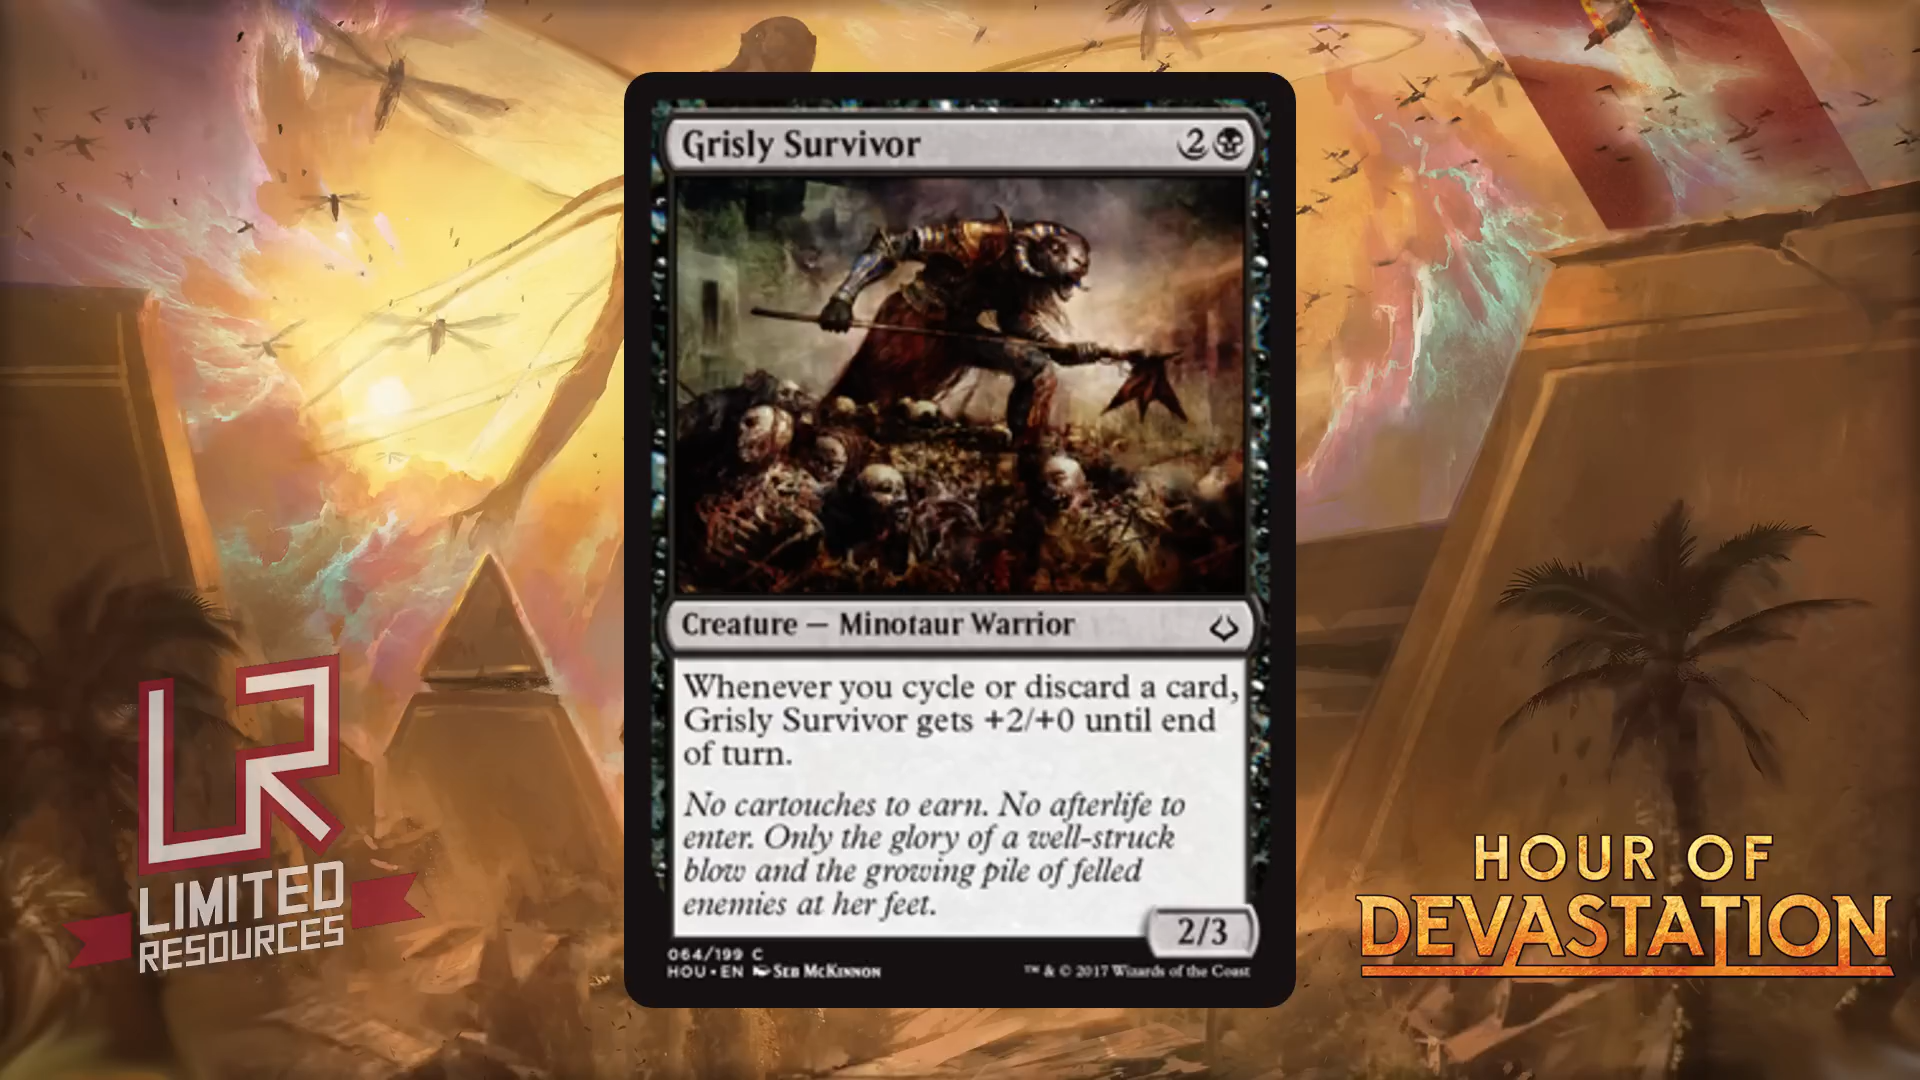 Grisly Survivor
2
Creature — Minotaur Warrior
Whenever you cycle or discard a card,
Grisly Survivor gets +2/+0 until end
of turn.
No cartouches to earn. No afterlife to
enter. Only the glory of a well-struck
blow and the growing pile of felled
enemies at her feet.
2/3
064/199 C
HOU • EN Seb McKinnon
™ & © 2017 Wizards of the Coast
LR
LIMITED
RESOURCES
HOUR OF
DEVASTATION